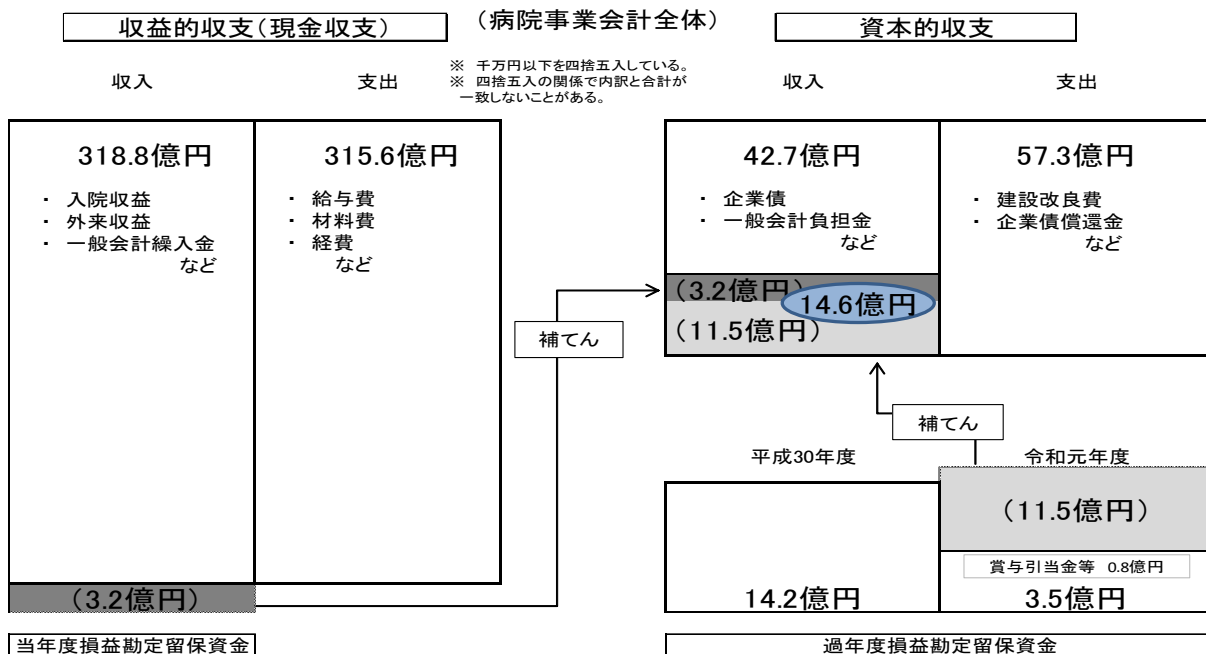 （病院事業会計全体）
収益的収支（現金収支）
資本的収支
※ 千万円以下を四捨五入している。
※ 四捨五入の関係で内訳と合計が
一致しないことがある。
収入
支出
収入
支出
318.8億円
・ 入院収益
・ 外来収益
・ 一般会計繰入金
など
315.6億円
・ 給与費
・ 材料費
・ 経費
など
42.7億円
・ 企業債
・ 一般会計負担金
など
57.3億円
・ 建設改良費
・ 企業債償還金
など
（3.2億円）
14.6億円
（11.5億円）
補てん
補てん
平成30年度
令和元年度
（11.5億円）
賞与引当金等 0.8億円
（3.2億円）
14.2億円
3.5億円
当年度損益勘定留保資金
過年度損益勘定留保資金